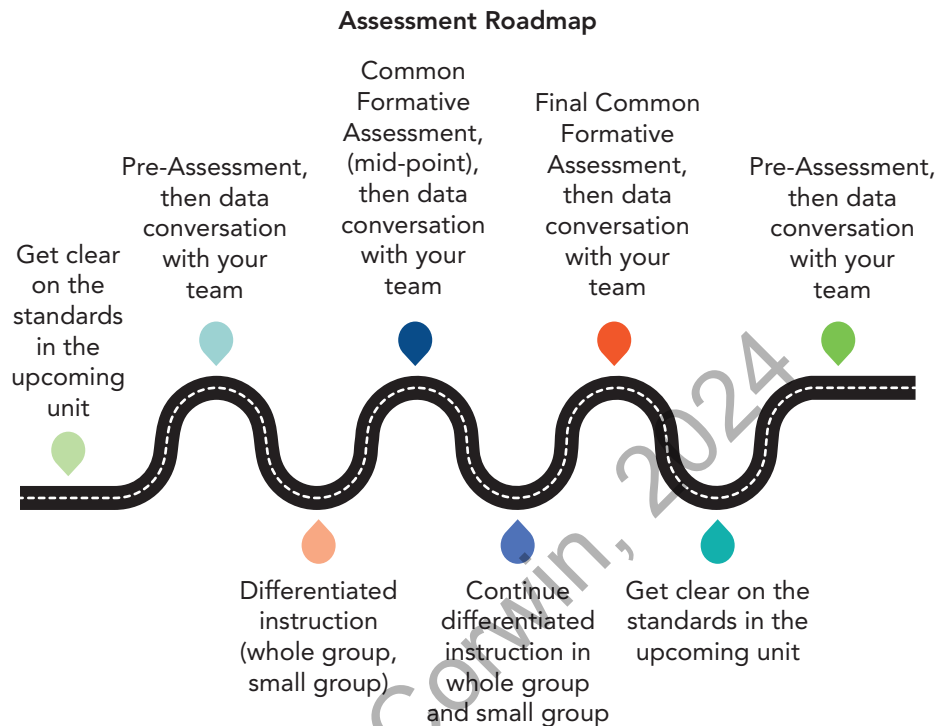 Assessment Roadmap
Get clear
on the
standards
in the
upcoming
unit
Pre-Assessment,
then data
conversation
with your
team
Differentiated
instruction
(whole group,
small group)
Common
Formative
Assessment,
(mid-point),
then data
conversation
with your
team
Continue
differentiated
instruction in
whole group
and small group
Final Common
Formative
Assessment,
then data
conversation
with your
team
Get clear on the
standards in the
upcoming unit
Pre-Assessment,
then data
conversation
with your
team
Corwin, 2024